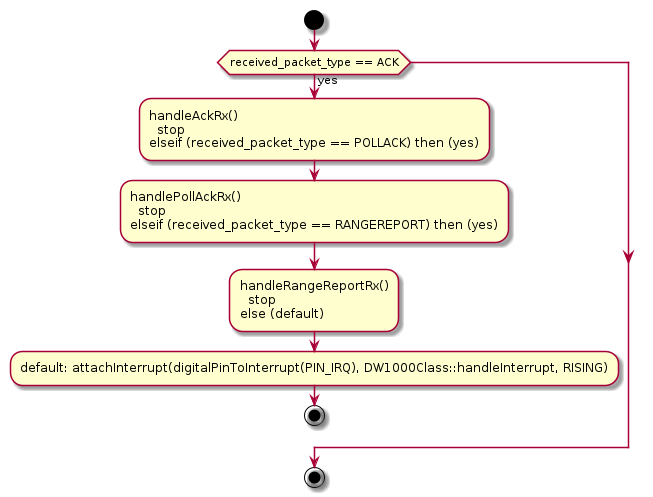 received_packet_type == ACK
yes
handleAckRx()
stop
elseif (received_packet_type == POLLACK) then (yes)
handlePollAckRx()
stop
elseif (received_packet_type == RANGEREPORT) then (yes)
handleRangeReportRx()
stop
else (default)
default: attachInterrupt(digitalPinToInterrupt(PIN_IRQ), DW1000Class::handleInterrupt, RISING)